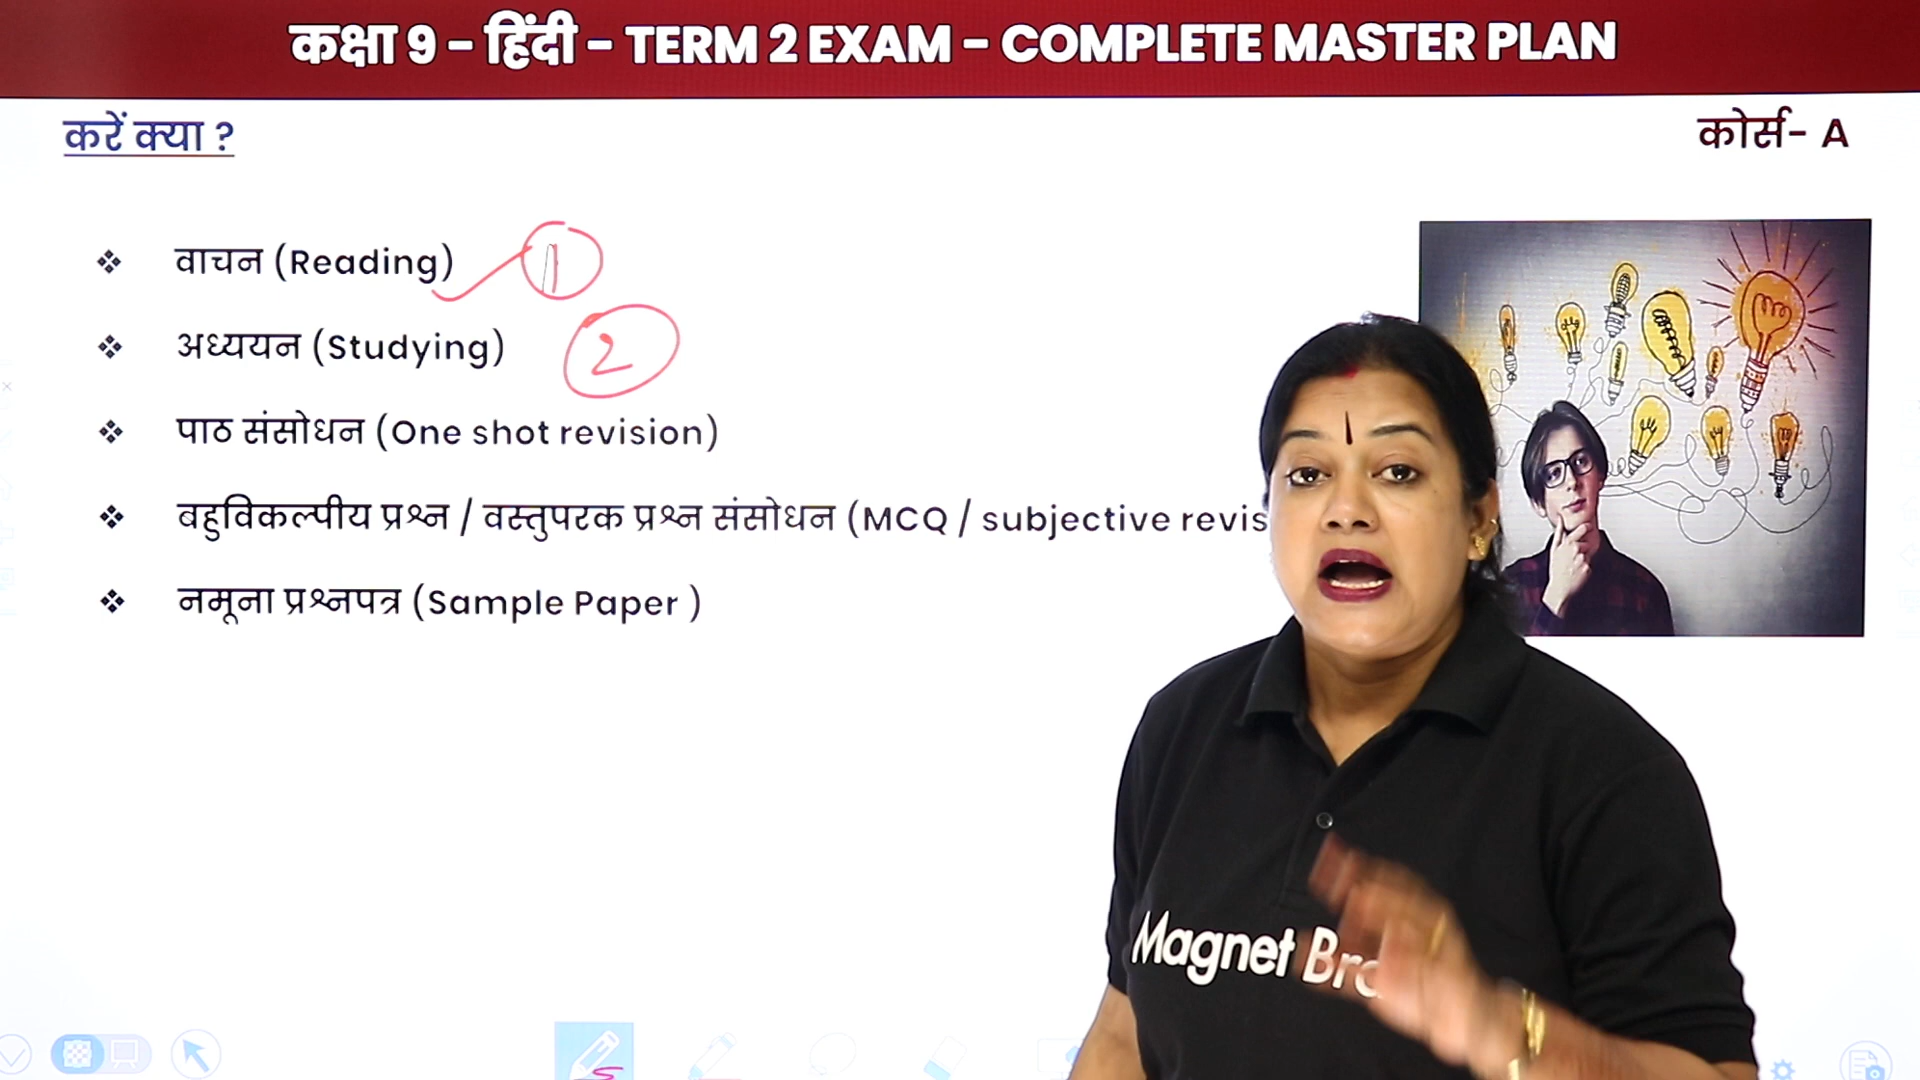 कक्षा 9 - हिंदी - TERM 2 EXAM - COMPLETE MASTER PLAN
करें क्या ?
कोर्स- A
❖ वाचन (Reading) 1
❖ अध्ययन (Studying) 2
❖ पाठ संसोधन (One shot revision)
❖ बहुविकल्पीय प्रश्न / वस्तुपरक प्रश्न संसोधन (MCQ / subjective revis
❖ नमूना प्रश्नपत्र (Sample Paper )
Magnet Br